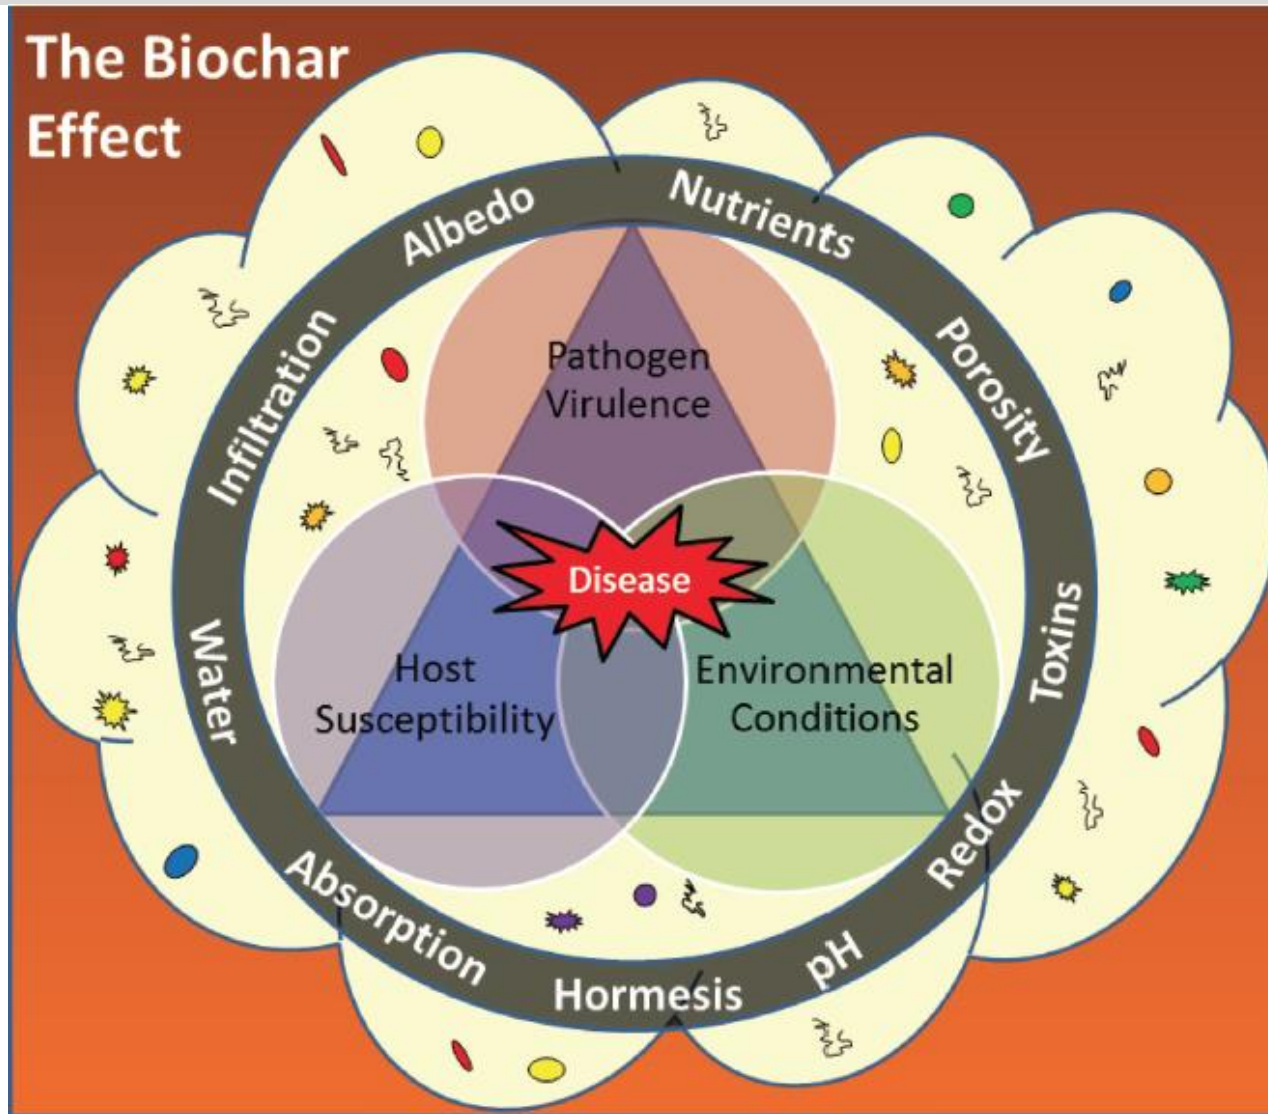 The Biochar
Effect
Albedo
Nutrients
Porosity
Toxins
Redox
pH
Hormesis
Absorption
Water
Infiltration
Pathogen
Virulence
Disease
Host
Susceptibility
Environmental
Conditions